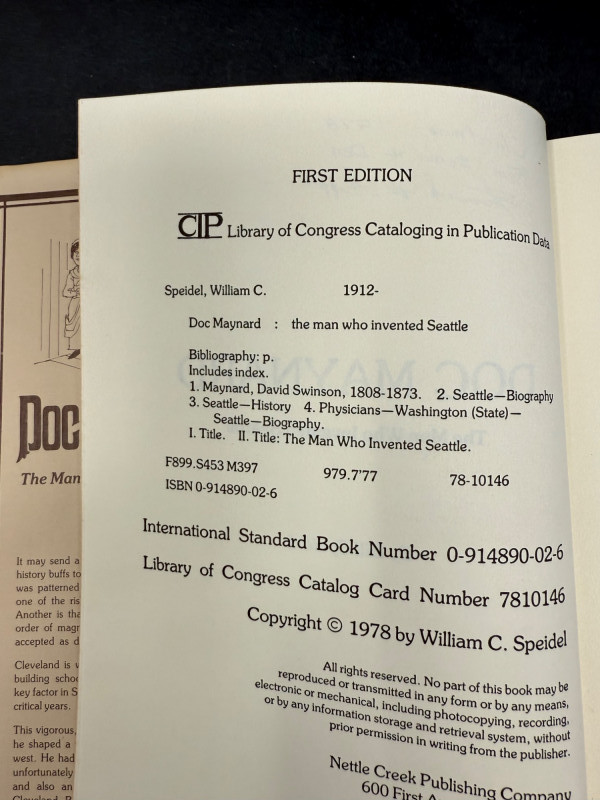 FIRST EDITION
CIP Library of Congress Cataloging in Publication Data
Speidel, William C. 1912-
Doc Maynard : the man who invented Seattle
Bibliography: p.
Includes index.
1. Maynard, David Swinson, 1808-1873. 2. Seattle—Biography
3. Seattle—History 4. Physicians—Washington (State)—
Seattle—Biography.
I. Title. II. Title: The Man Who Invented Seattle.
F899.S453 M397 979.7'77 78-10146
ISBN 0-914890-02-6
International Standard Book Number 0-914890-02-6
Library of Congress Catalog Card Number 7810146
Copyright © 1978 by William C. Speidel
All rights reserved. No part of this book may be
reproduced or transmitted in any form or by any means,
electronic or mechanical, including photocopying, recording,
or by any information storage and retrieval system, without
prior permission in writing from the publisher.
Nettle Creek Publishing Company
600 First
Doc
The Man
It may send a
history buffs to
was patterned
one of the ris
Another is tha
order of magr
accepted as d
Cleveland is v
building schoo
key factor in S
critical years.
This vigorous,
he shaped a
west. He had
unfortunately
and also an